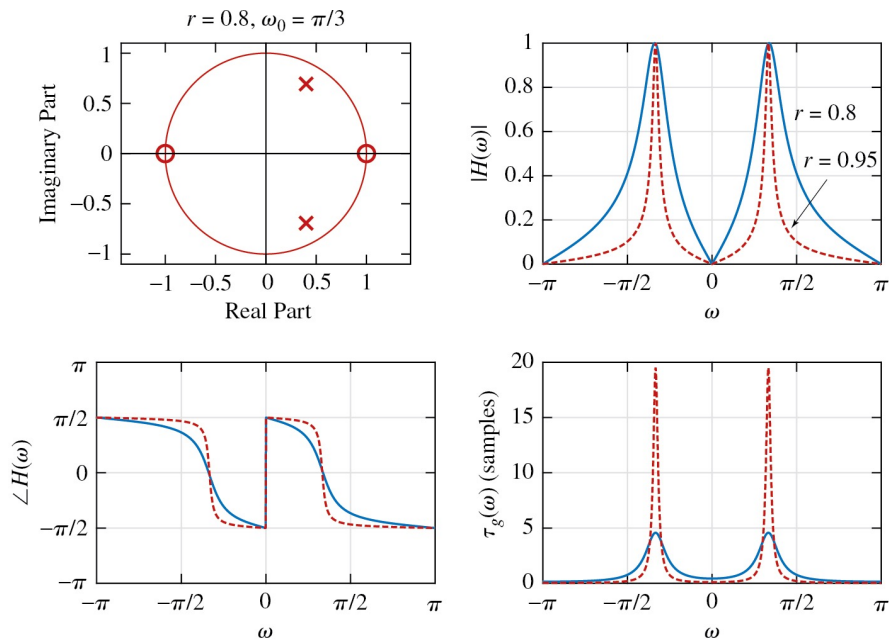 r = 0.8, ω₀ = π/3
Imaginary Part
1
0.5
0
−0.5
−1
−1 −0.5 0 0.5 1
Real Part
|H(ω)|
1
0.8
0.6
0.4
0.2
0
r = 0.8
r = 0.95
−π −π/2 0 π/2 π
ω
∠H(ω)
π
π/2
0
−π/2
−π
−π −π/2 0 π/2 π
ω
τg(ω) (samples)
20
15
10
5
0
−π −π/2 0 π/2 π
ω